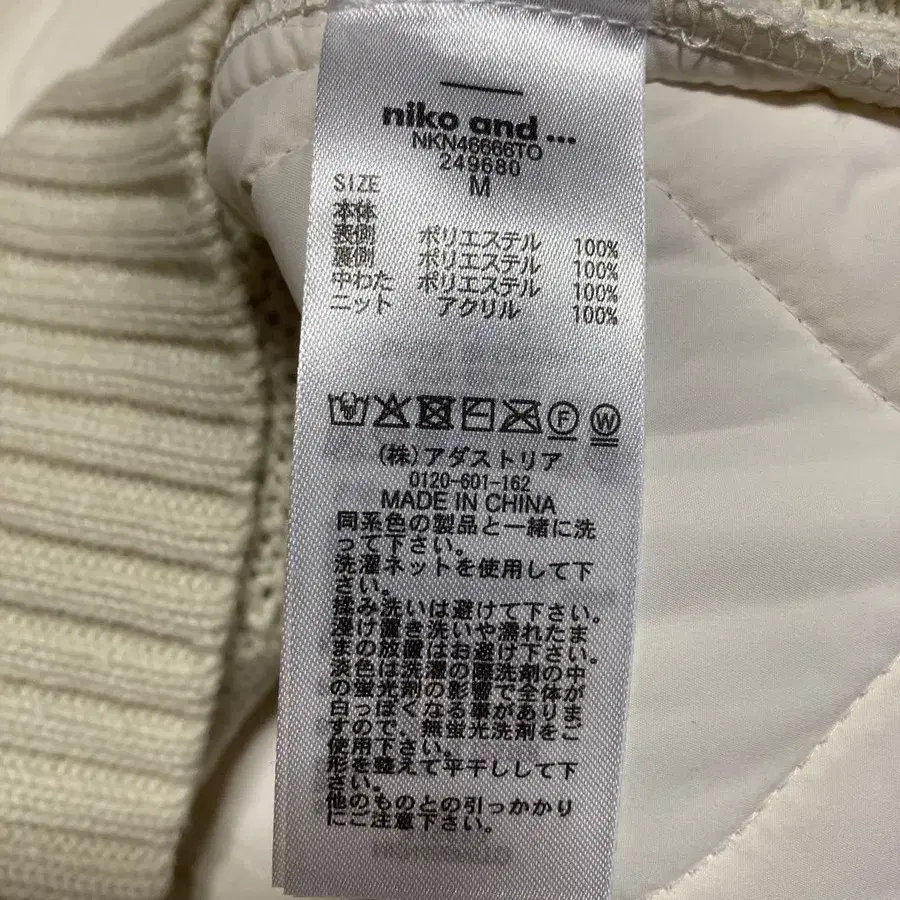 niko and ...
NKN46666TO
249680
SIZE M
本体
表側 ポリエステル 100%
裏側 ポリエステル 100%
中わた ポリエステル 100%
ニット アクリル 100%
(株)アダストリア
0120-601-162
MADE IN CHINA
同系色の製品と一緒に洗
って下さい。
洗濯ネットを使用して下
さい。
揉み洗いは避けて下さい。
浸け置き洗いや濡れたま
まの放置はお避け下さい。
淡色は洗濯の際洗剤の中
の蛍光剤の影響で全体が
白っぽくなる事がありま
すので、無蛍光洗剤をご
使用下さい。
形を整えて平干しして下
さい。
他のものとの引っかかり
にご注意下さい。